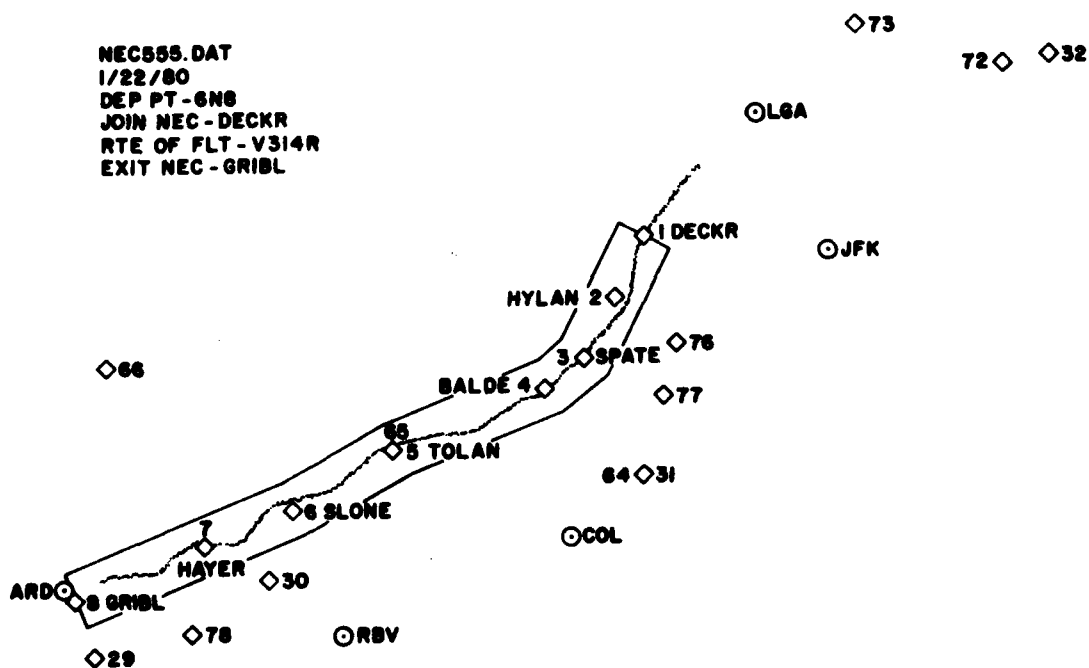 NEC555.DAT
1/22/80
DEP PT-6N8
JOIN NEC-DECKR
RTE OF FLT-V314R
EXIT NEC-GRIBL
73
72
32
LGA
1 DECKR
JFK
HYLAN 2
3 SPATE
76
66
BALDE 4
77
65
5 TOLAN
64
31
6 SLONE
7
COL
HAYER
30
ARD
8 GRIBL
78
RBV
29